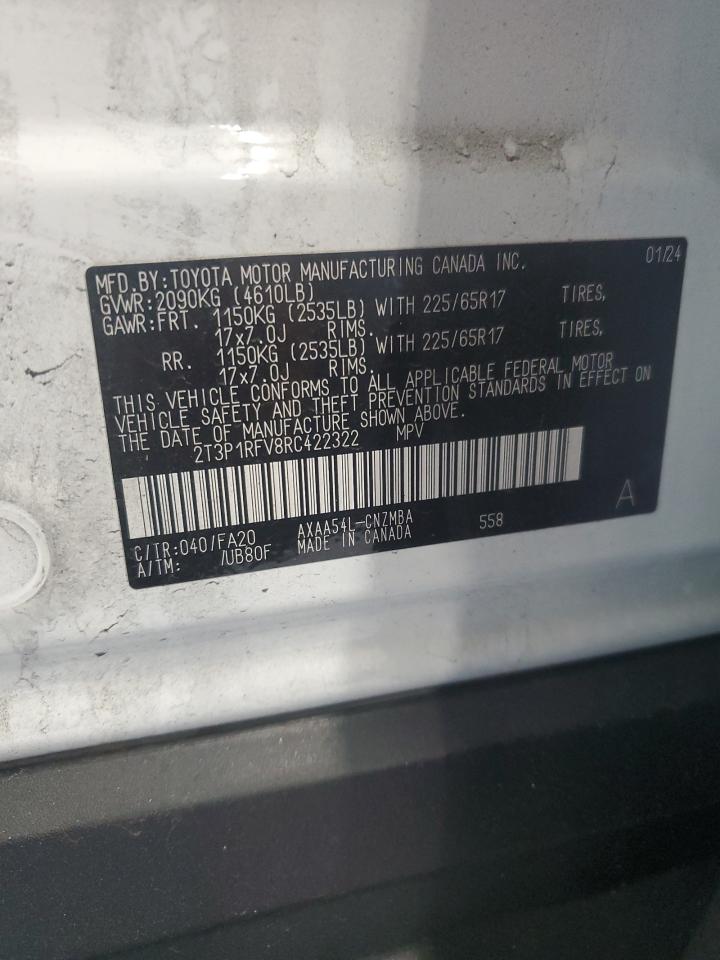 MFD.BY:TOYOTA MOTOR MANUFACTURING CANADA INC. 01/24
GVWR:2090KG (4610LB)
GAWR:FRT. 1150KG (2535LB) WITH 225/65R17 TIRES,
17x7.0J RIMS.
RR. 1150KG (2535LB) WITH 225/65R17 TIRES,
17x7.0J RIMS.
THIS VEHICLE CONFORMS TO ALL APPLICABLE FEDERAL MOTOR
VEHICLE SAFETY AND THEFT PREVENTION STANDARDS IN EFFECT ON
THE DATE OF MANUFACTURE SHOWN ABOVE.
2T3P1RFV8RC422322 MPV
C/TR:040/FA20 AXAA54L-CNZMBA 558 A
A/TM: /UB80F MADE IN CANADA